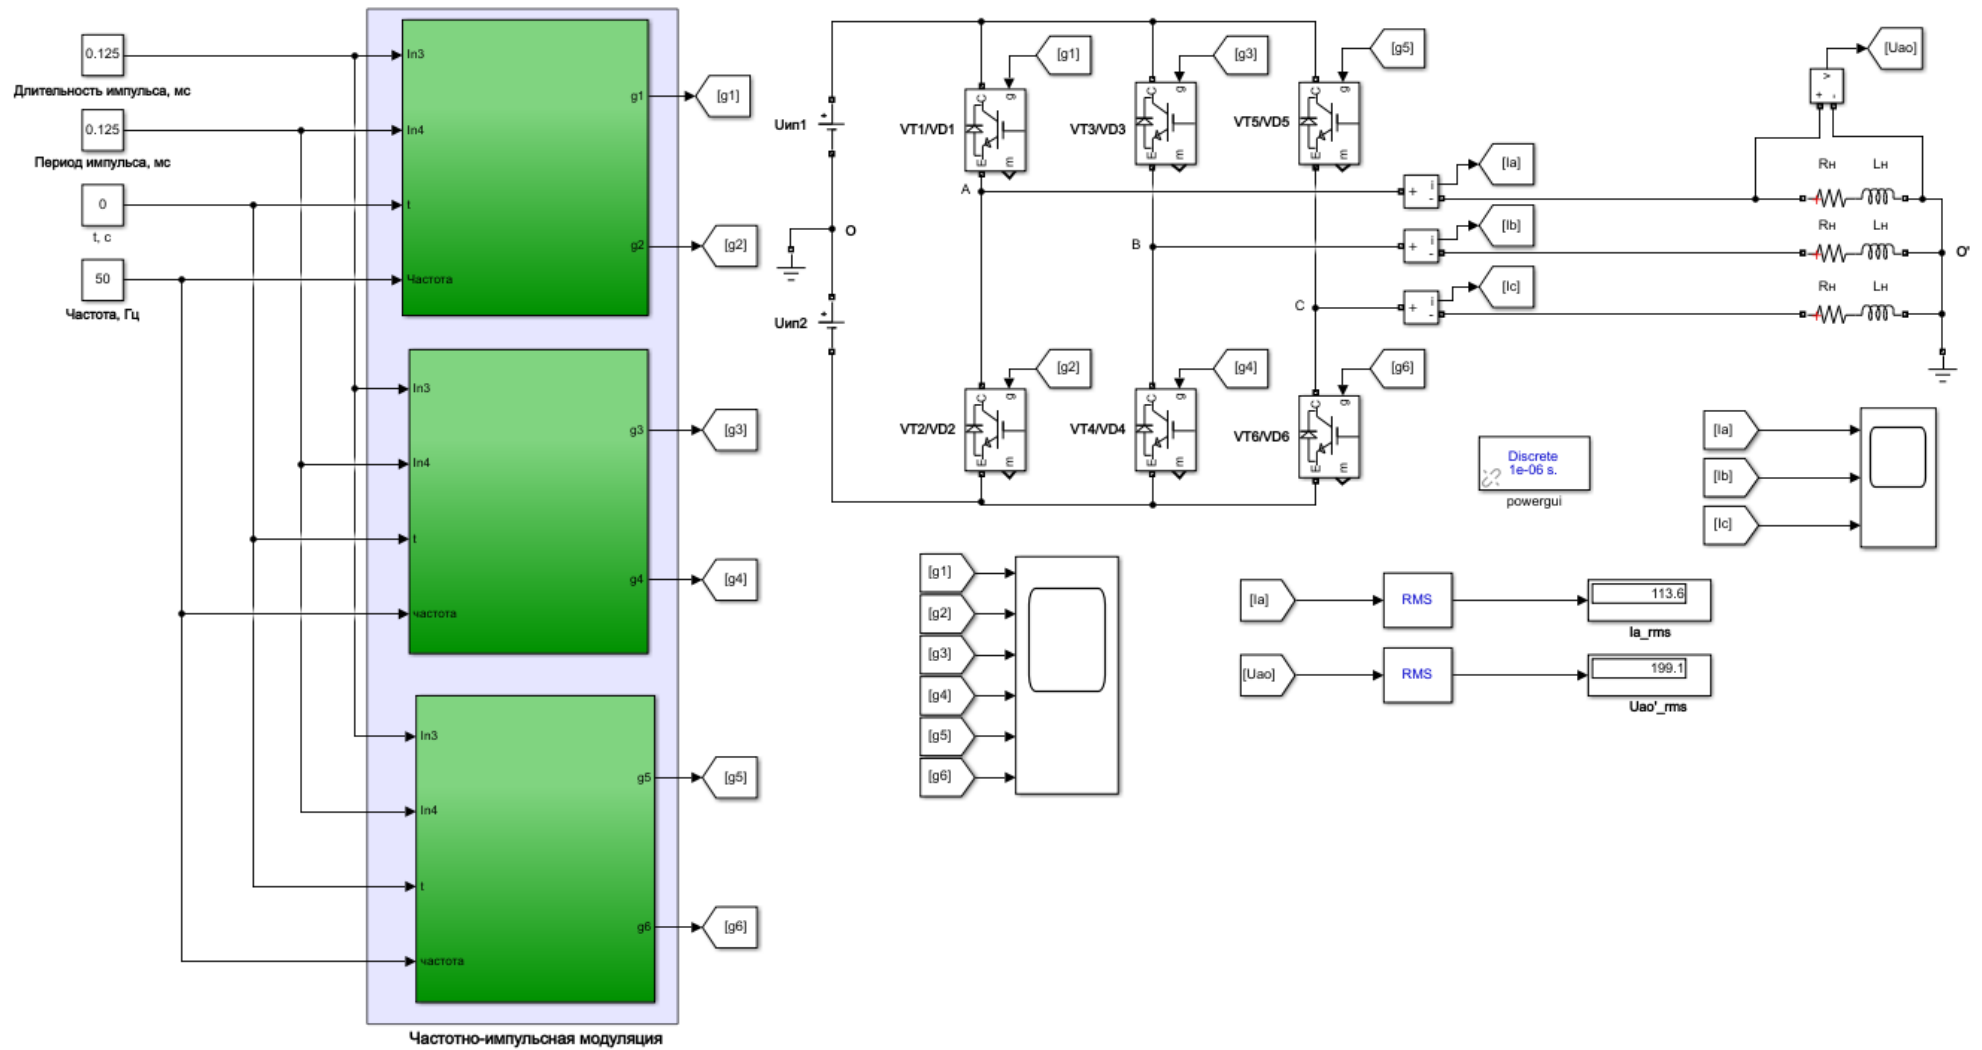 0.125
Длительность импульса, мс
0.125
Период импульса, мс
0
t, c
50
Частота, Гц
In3
In4
t
Частота
g1
g2
[g1]
[g2]
In3
In4
t
частота
g3
g4
[g3]
[g4]
In3
In4
t
частота
g5
g6
[g5]
[g6]
Частотно-импульсная модуляция
Uип1
O
Uип2
[g1]
VT1/VD1
C
g
E
m
[g3]
VT3/VD3
C
g
E
m
[g5]
VT5/VD5
C
g
E
m
A
B
C
[g2]
VT2/VD2
C
g
E
m
[g4]
VT4/VD4
C
g
E
m
[g6]
VT6/VD6
C
g
E
m
+
i
-
[Ia]
+
i
-
[Ib]
+
i
-
[Ic]
[Uao]
v
+ -
Rн Lн
Rн Lн
Rн Lн
O'
Discrete
1e-06 s.
powergui
[Ia]
[Ib]
[Ic]
[g1]
[g2]
[g3]
[g4]
[g5]
[g6]
[Ia]
RMS
113.6
Ia_rms
[Uao]
RMS
199.1
Uao'_rms